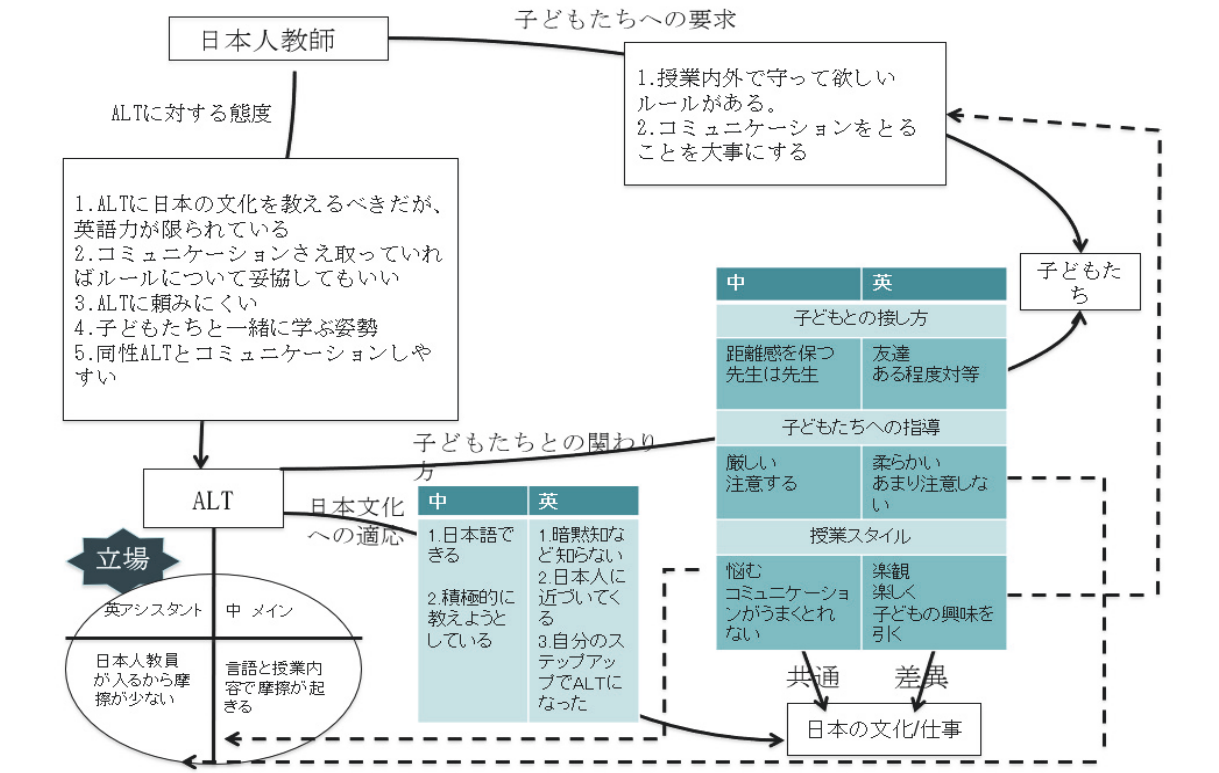 子どもたちへの要求
日本人教師
1.授業内外で守って欲しい
ルールがある。
2.コミュニケーションをとる
ことを大事にする
ALTに対する態度
1.ALTに日本の文化を教えるべきだが、
英語力が限られている
2.コミュニケーションさえ取っていれ
ばルールについて妥協してもいい
3.ALTに頼みにくい
4.子どもたちと一緒に学ぶ姿勢
5.同性ALTとコミュニケーションしや
すい
子どもた
ち
中
英
子どもとの接し方
距離感を保つ
先生は先生
友達
ある程度対等
子どもたちへの指導
厳しい
注意する
柔らかい
あまり注意しな
い
授業スタイル
悩む
コミュニケーショ
ンがうまくとれ
ない
楽観
楽しく
子どもの興味を
引く
子どもたちとの関わり
方
ALT
日本文化
への適応
中
英
1.日本語で
きる
2.積極的に
教えようと
している
1.暗黙知な
ど知らない
2.日本人に
近づいてく
る
3.自分のス
テップアッ
プでALTに
なった
立場
英アシスタント
中 メイン
日本人教員
が入るから摩
擦が少ない
言語と授業内
容で摩擦が起
きる
共通
差異
日本の文化/仕事